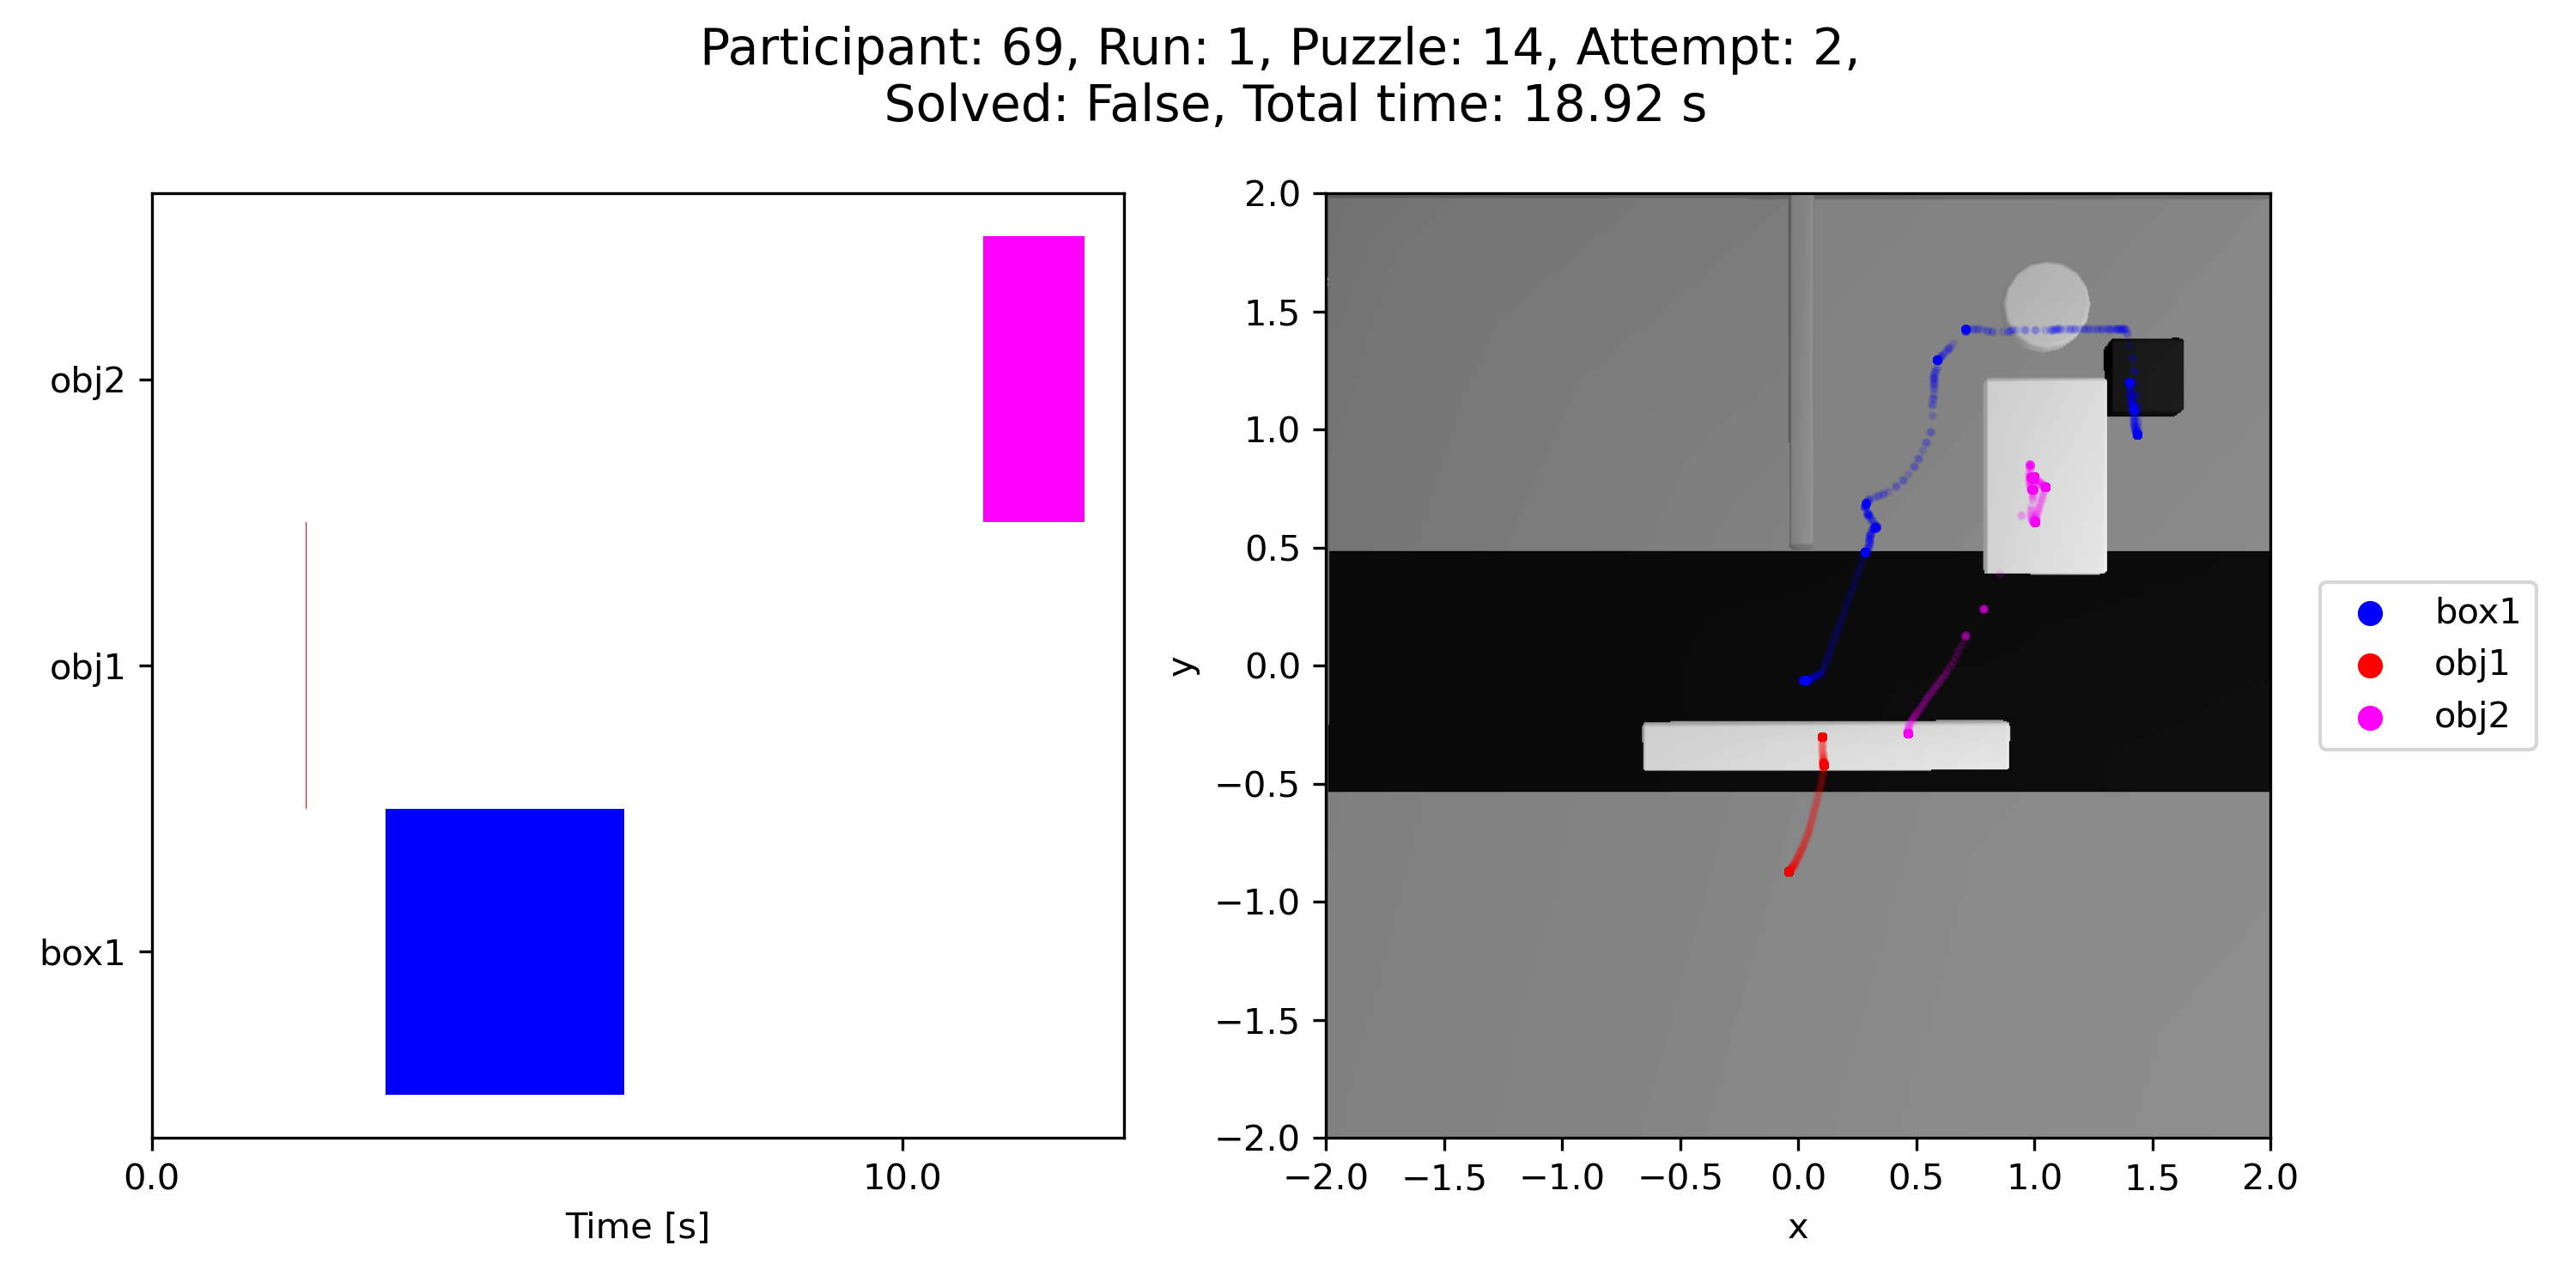 Participant: 69, Run: 1, Puzzle: 14, Attempt: 2,
Solved: False, Total time: 18.92 s
obj2
obj1
box1
0.0
10.0
Time [s]
2.0
1.5
1.0
0.5
0.0
−0.5
−1.0
−1.5
−2.0
y
−2.0
−1.5
−1.0
−0.5
0.0
0.5
1.0
1.5
2.0
x
box1
obj1
obj2